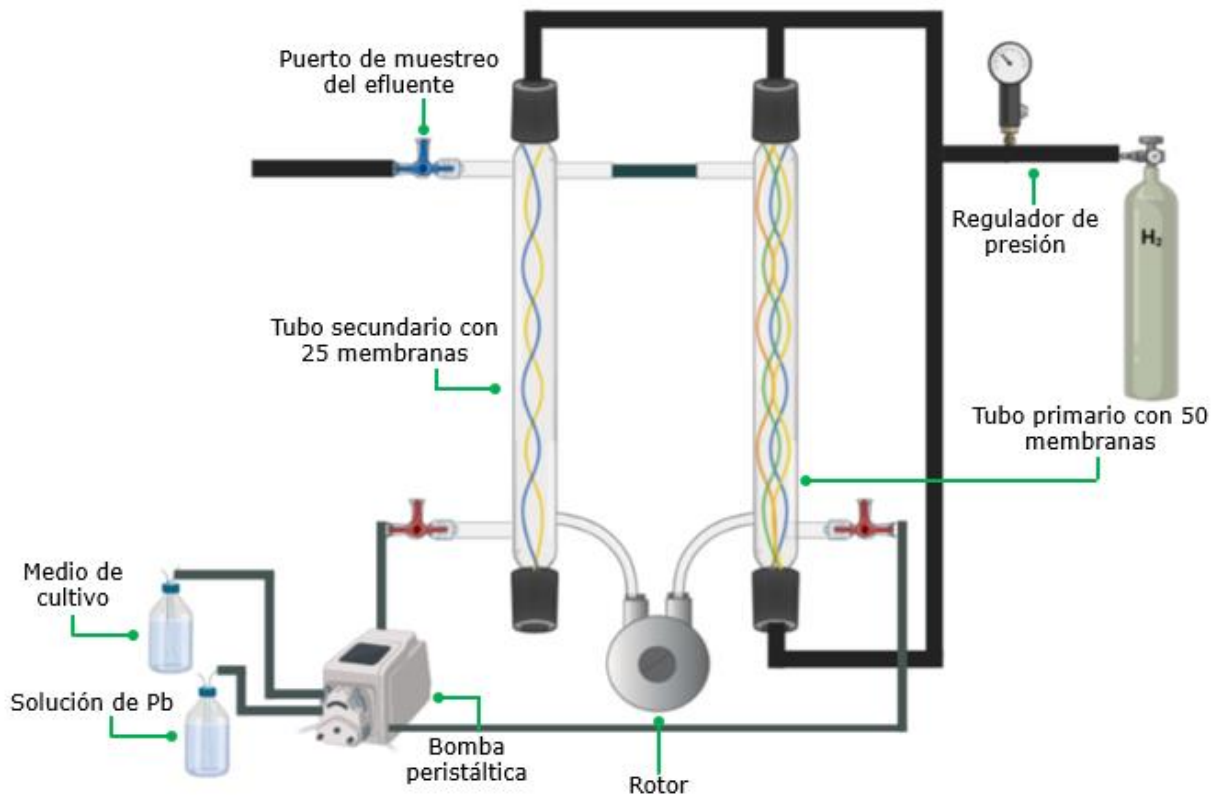 Puerto de muestreo
del efluente
Regulador de
presión
H₂
Tubo secundario con
25 membranas
Tubo primario con 50
membranas
Medio de
cultivo
Solución de Pb
Bomba
peristáltica
Rotor